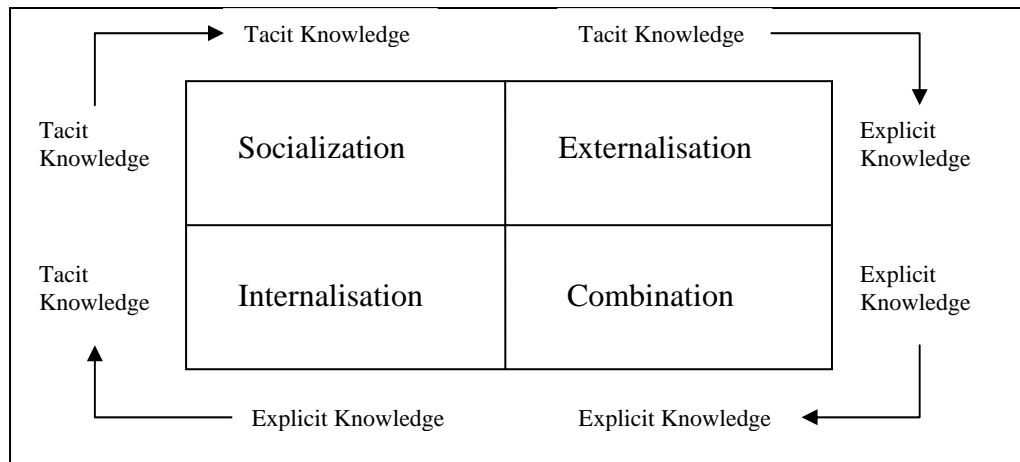 Tacit Knowledge
Tacit Knowledge
Tacit
Knowledge
Socialization
Externalisation
Explicit
Knowledge
Tacit
Knowledge
Internalisation
Combination
Explicit
Knowledge
Explicit Knowledge
Explicit Knowledge